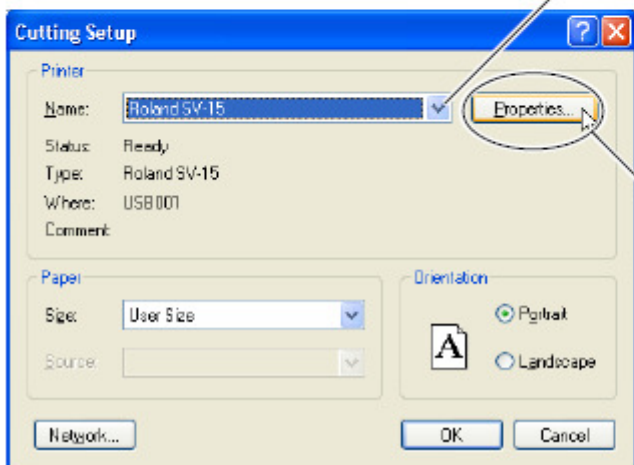 Cutting Setup
Printer
Name: Roland SV-15 Properties...
Status: Ready
Type: Roland SV-15
Where: USB001
Comment:
Paper
Size: User Size
Source:
Orientation
A
Portrait
Landscape
Network... OK Cancel